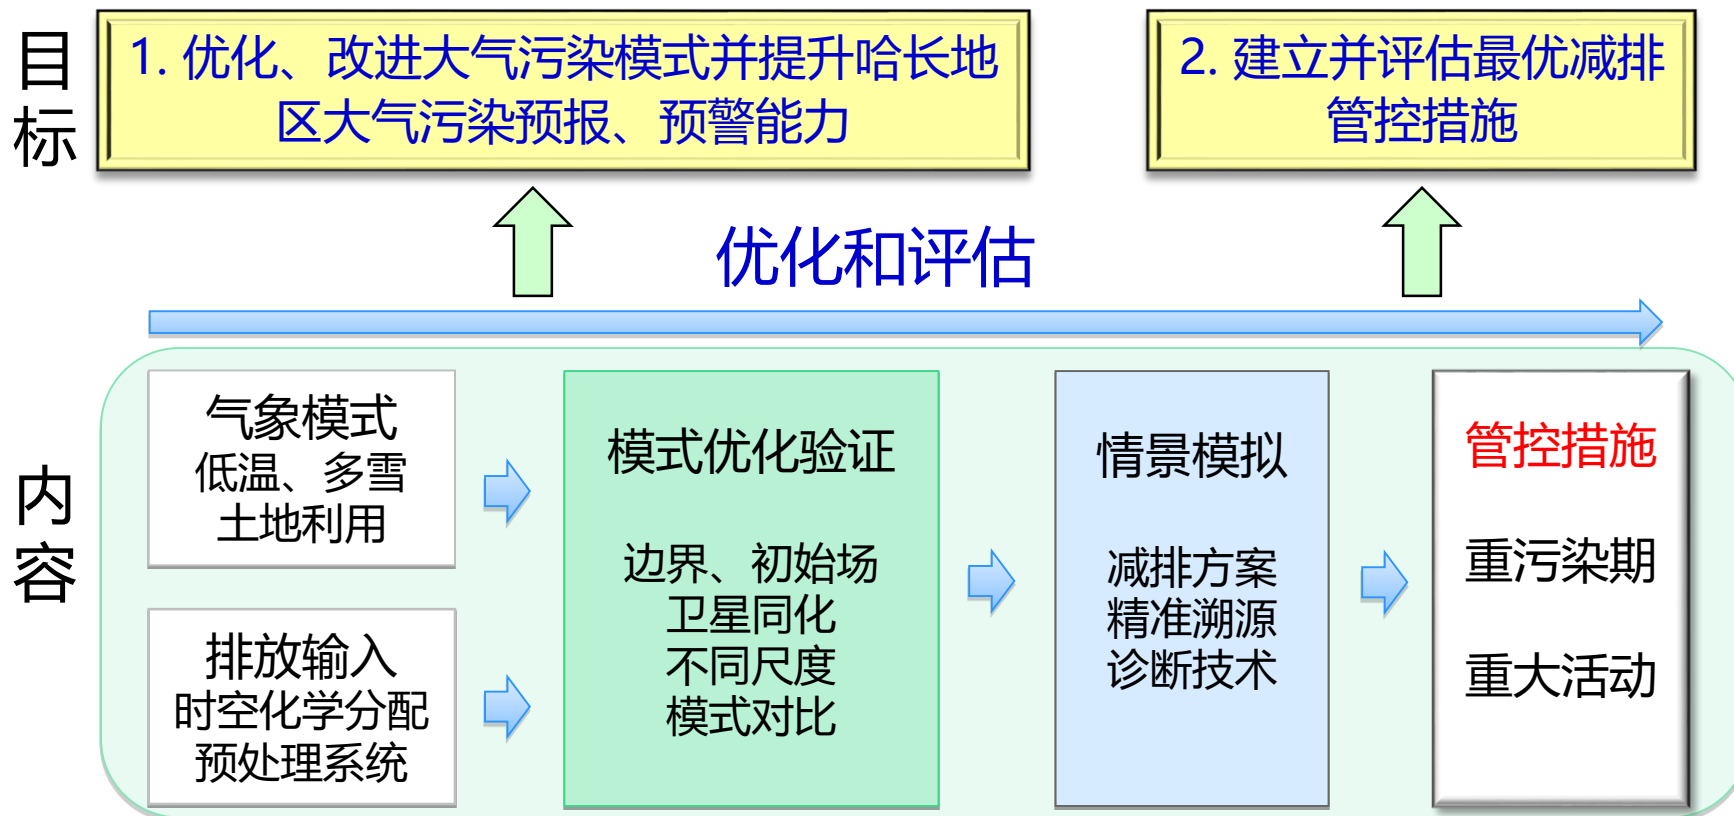 目标
1. 优化、改进大气污染模式并提升哈长地
区大气污染预报、预警能力
2. 建立并评估最优减排
管控措施
优化和评估
内容
气象模式
低温、多雪
土地利用
排放输入
时空化学分配
预处理系统
模式优化验证
边界、初始场
卫星同化
不同尺度
模式对比
情景模拟
减排方案
精准溯源
诊断技术
管控措施
重污染期
重大活动